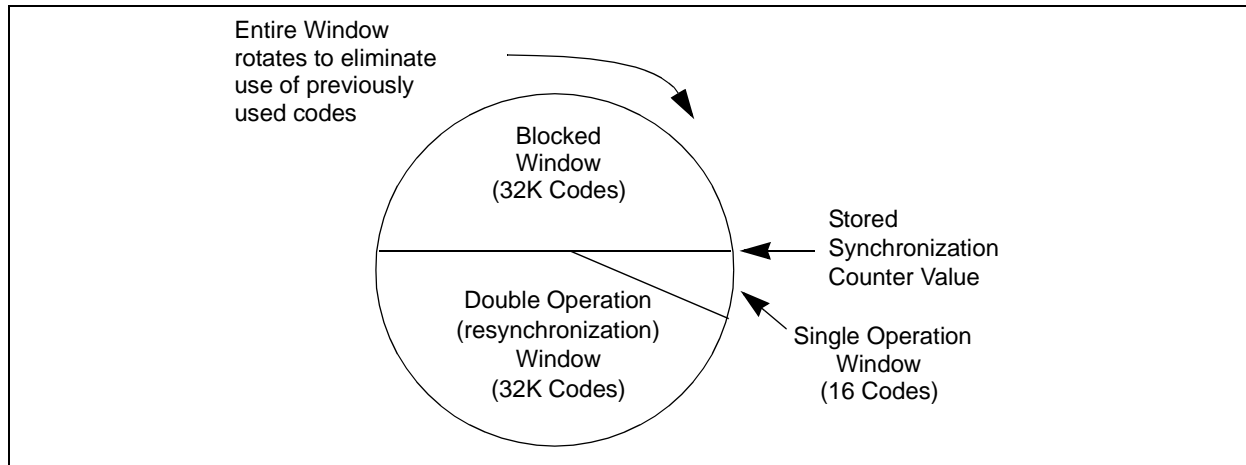 Entire Window
rotates to eliminate
use of previously
used codes
Blocked
Window
(32K Codes)
Stored
Synchronization
Counter Value
Double Operation
(resynchronization)
Window
(32K Codes)
Single Operation
Window
(16 Codes)